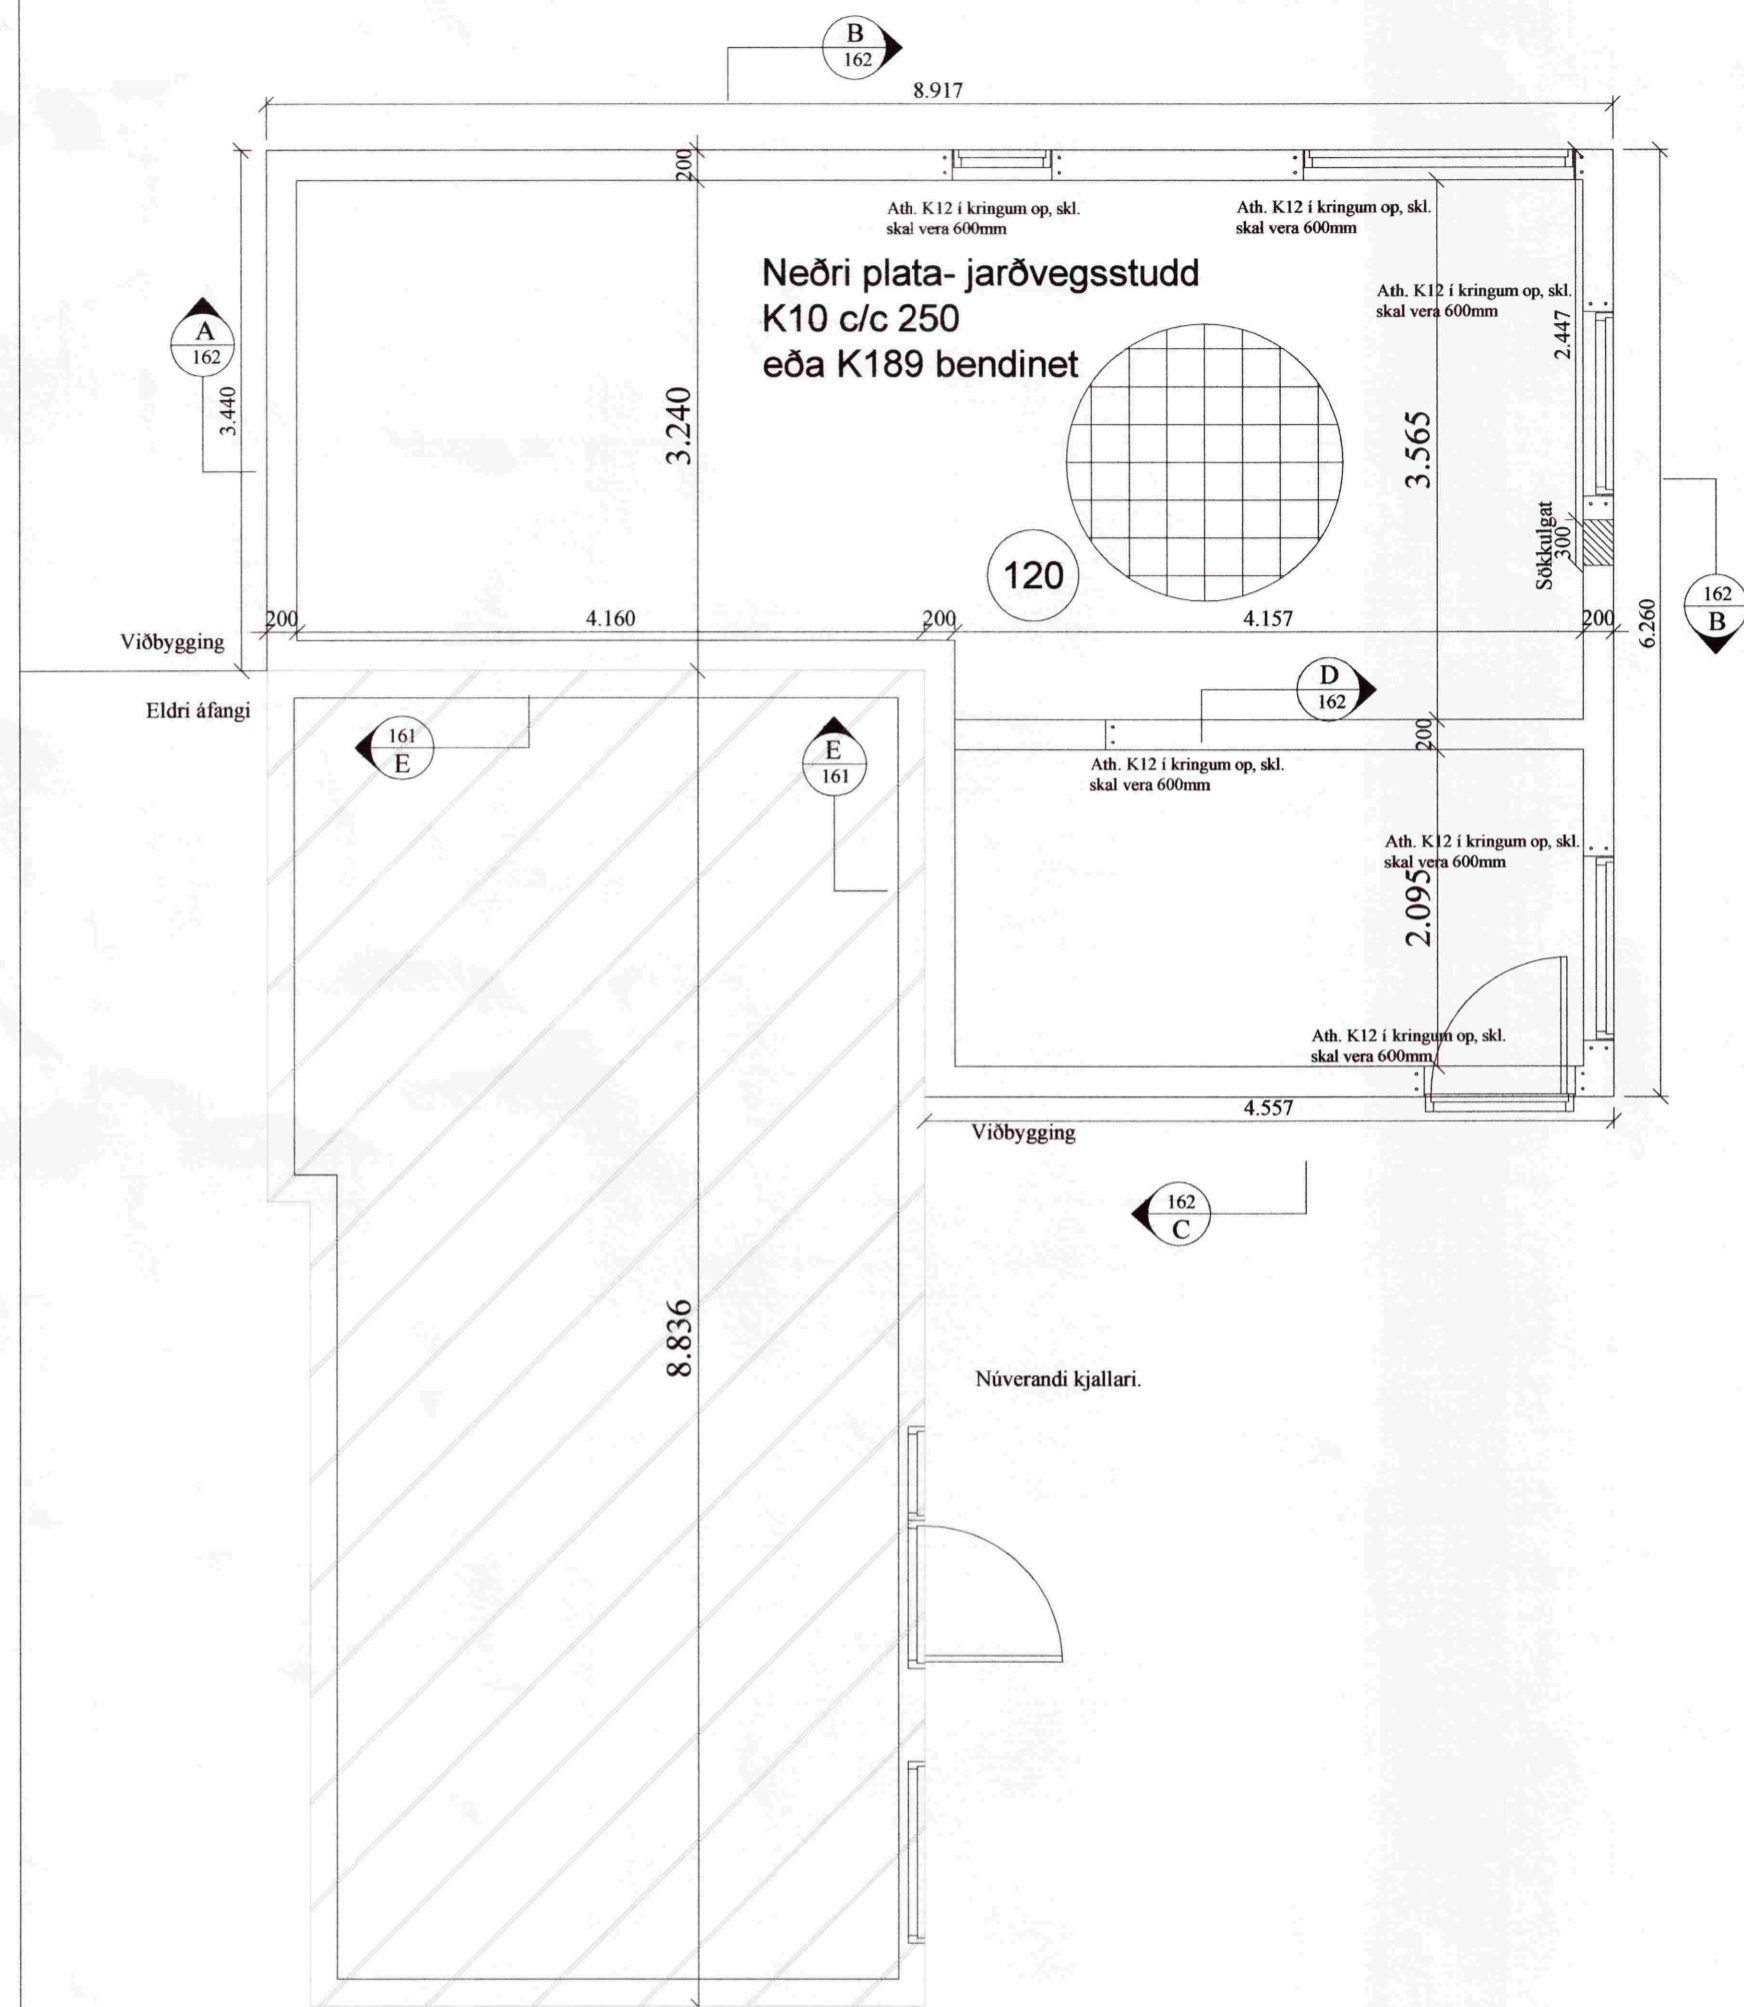 B
162
8.917
200
Ath. K12 í kringum op, skl.
skal vera 600mm
Ath. K12 í kringum op, skl.
skal vera 600mm
Neðri plata- jarðvegsstudd
K10 c/c 250
eða K189 bendinet
Ath. K12 í kringum op, skl.
skal vera 600mm
A
162
3.440
3.240
2.447
3.565
Sökkulgat
300
120
162
B
6.260
200
4.160
200
4.157
200
Viðbygging
Eldri áfangi
D
162
161
E
E
161
200
Ath. K12 í kringum op, skl.
skal vera 600mm
Ath. K12 í kringum op, skl.
skal vera 600mm
2.095
Ath. K12 í kringum op, skl.
skal vera 600mm
4.557
Viðbygging
162
C
8.836
Núverandi kjallari.